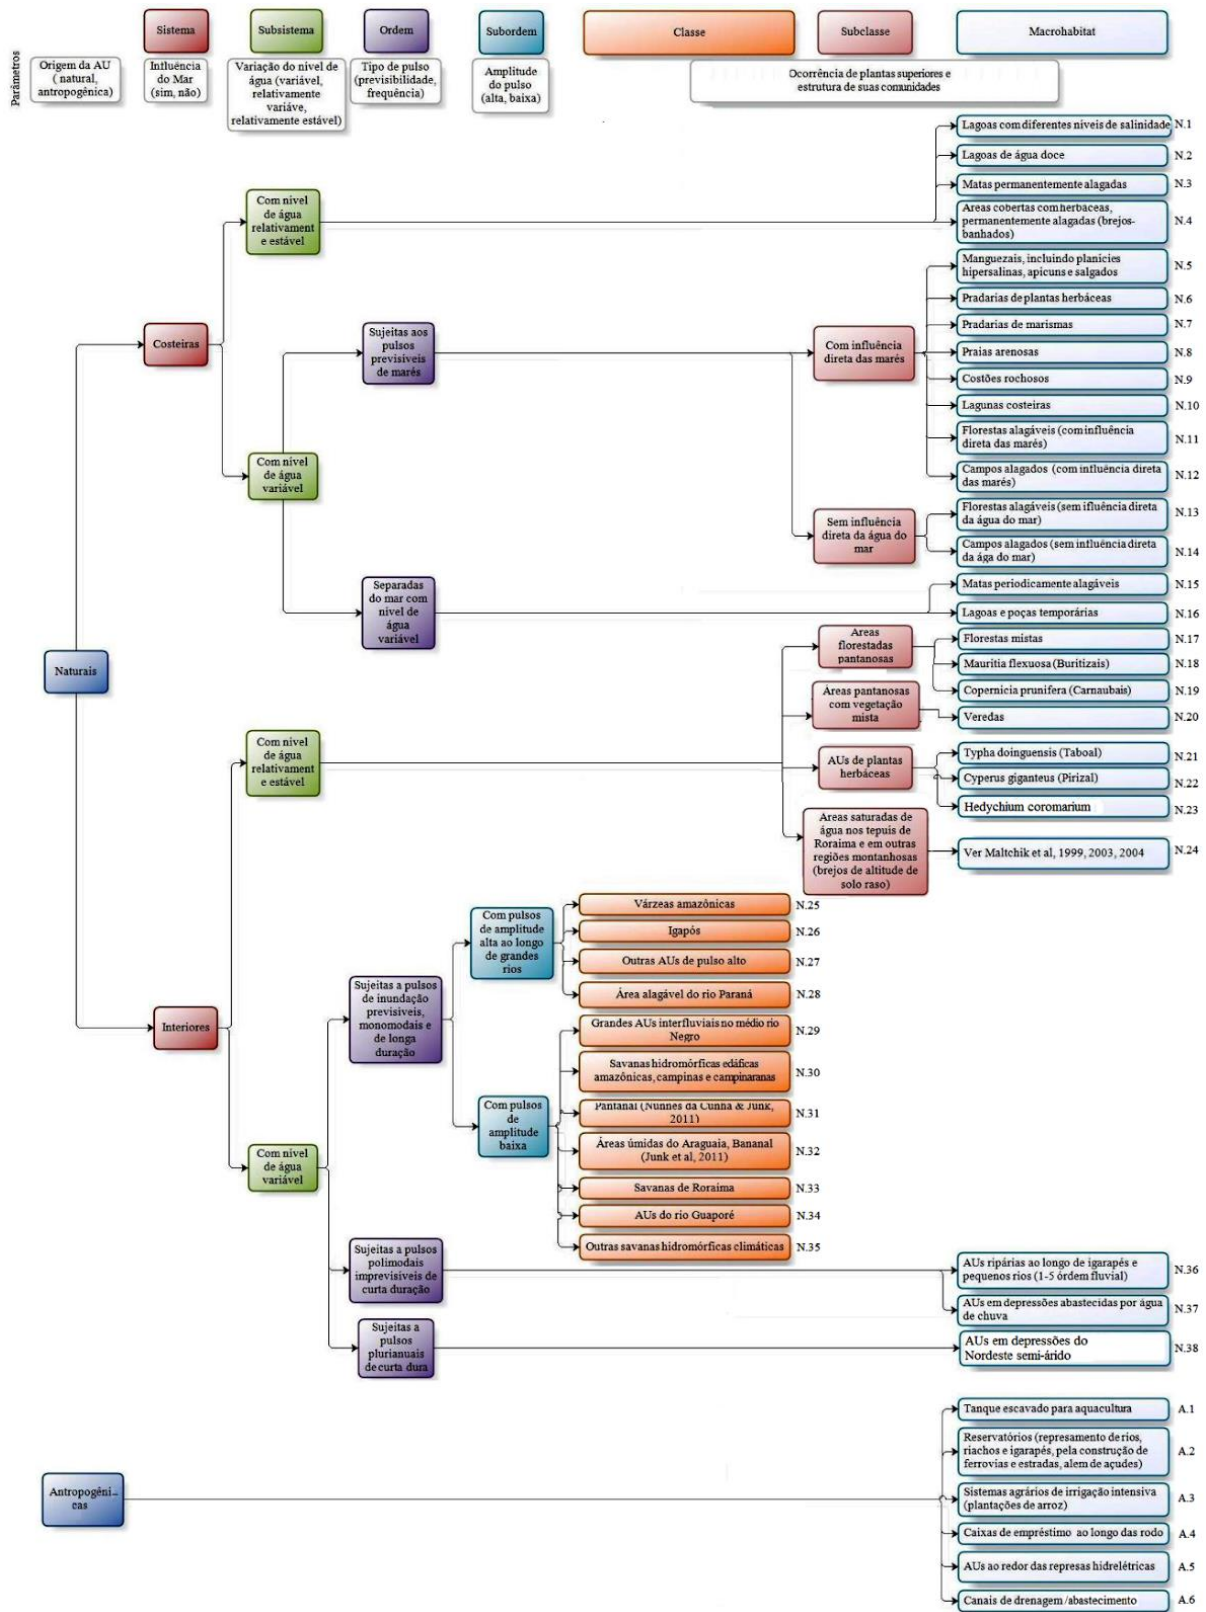 Sistema
Subsistema
Ordem
Subordem
Classe
Subclasse
Macrohabitat
Parâmetros
Origem da AU
( natural,
antropogênica)
Influência
do Mar
(sim, não)
Variação do nivel de
água (variável,
relativamente
variáve,
relativamente estável)
Tipo de pulso
(previsibilidade,
frequência)
Amplitude
do pulso
(alta, baixa)
Ocorrência de plantas superiores e
estrutura de suas comunidades
Lagoas com diferentes niveis de salinidade
N.1
Lagoas de água doce
N.2
Matas permanentemente alagadas
N.3
Com nivel
de água
relativament
e estável
Areas cobertas com herbaceas,
permanentemente alagadas (brejos-
banhados)
N.4
Manguezais, incluindo planicies
hipersalinas, apicuns e salgados
N.5
Pradarias de plantas herbáceas
N.6
Pradarias de marismas
N.7
Costeiras
Sujeitas aos
pulsos
previsiveis
de marés
Com influência
direta das marés
Praias arenosas
N.8
Costões rochosos
N.9
Lagunas costeiras
N.10
Florestas alagáveis (com influência
direta das marés)
N.11
Com nivel
de água
variável
Campos alagados (com influência direta
das marés)
N.12
Sem influência
direta da água do
mar
Florestas alagáveis (sem ifluência direta
da água do mar)
N.13
Campos alagados (sem influência direta
da ága do mar)
N.14
Separadas
do mar com
nivel de
água
variável
Matas periodicamente alagáveis
N.15
Lagoas e poças temporárias
N.16
Naturais
Areas
florestadas
pantanosas
Florestas mistas
N.17
Mauritia flexuosa (Buritizais)
N.18
Copernicia prunifera (Carnaubais)
N.19
Áreas pantanosas
com vegetação
mista
Veredas
N.20
Com nivel
de água
relativament
e estável
AUs de plantas
herbáceas
Typha doinguensis (Taboal)
N.21
Cyperus giganteus (Pirizal)
N.22
Hedychium coromarium
N.23
Areas saturadas de
água nos tepuis de
Roraima e em outras
regiões montanhosas
(brejos de altitude de
solo raso)
Ver Maltchik et al, 1999, 2003, 2004
N.24
Interiores
Sujeitas a pulsos
de inundação
previsiveis,
monomodais e
de longa
duração
Com pulsos
de amplitude
alta ao longo
de grandes
rios
Várzeas amazônicas
N.25
Igapós
N.26
Outras AUs de pulso alto
N.27
Área alagável do rio Paraná
N.28
Com pulsos
de
amplitude
baixa
Grandes AUs interfluviais no médio rio
Negro
N.29
Savanas hidromórficas edáficas
amazônicas, campinas e campinaranas
N.30
Pantanal (Nunnes da Cunha & Junk,
2011)
N.31
Áreas úmidas do Araguaia, Bananal
(Junk et al, 2011)
N.32
Savanas de Roraima
N.33
AUs do rio Guaporé
N.34
Outras savanas hidromórficas climáticas
N.35
Com nivel
de água
variável
Sujeitas a pulsos
polimodais
imprevisiveis de
curta duração
AUs ripárias ao longo de igarapés e
pequenos rios (1-5 órdem fluvial)
N.36
AUs em depressões abastecidas por água
de chuva
N.37
Sujeitas a
pulsos
plurianuais
de curta dura
AUs em depressões do
Nordeste semi-árido
N.38
Antropogêni...
cas
Tanque escavado para aquacultura
A.1
Reservatórios (represamento de rios,
riachos e igarapés, pela construção de
ferrovias e estradas, alem de açudes)
A.2
Sistemas agrários de irrigação intensiva
(plantações de arroz)
A.3
Caixas de empréstimo ao longo das rodo
A.4
AUs ao redor das represas hidrelétricas
A.5
Canais de drenagem /abastecimento
A.6